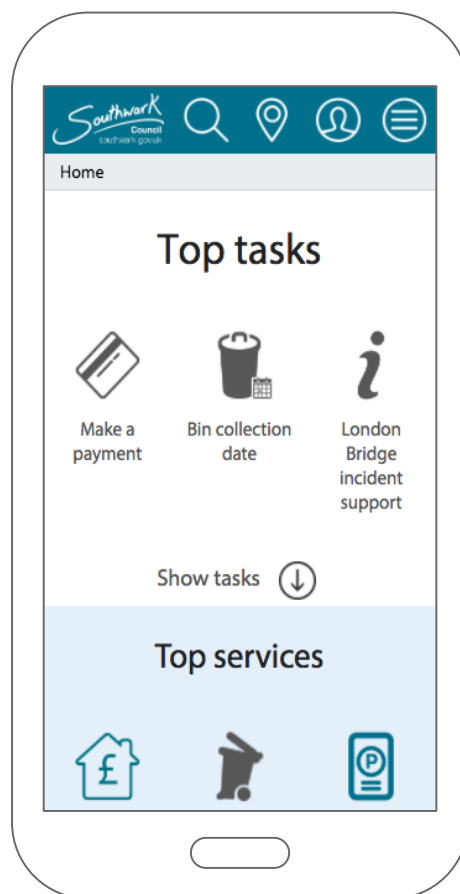 Southwark
Council
southwark.gov.uk
Home
Top tasks
Make a
payment
Bin collection
date
London
Bridge
incident
support
Show tasks
Top services
£
P